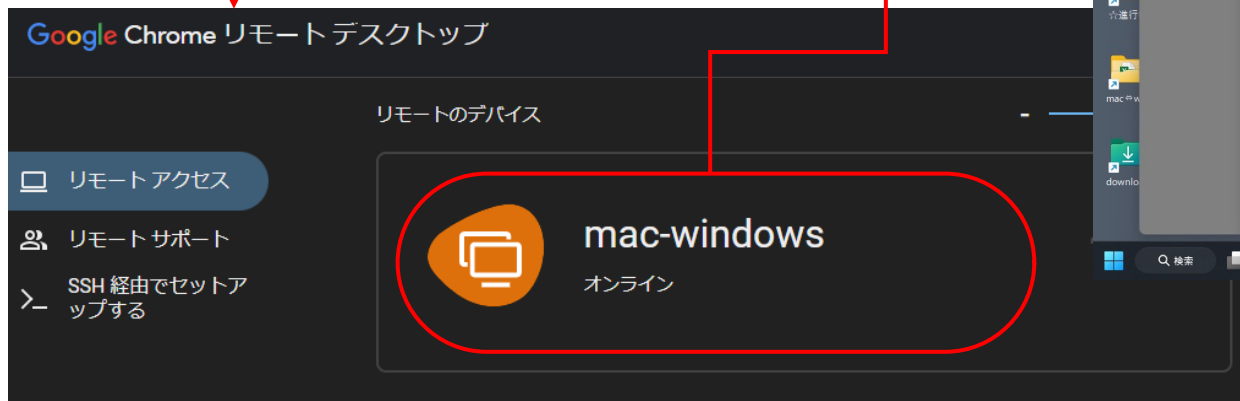 Google Chrome リモート デスクトップ
リモートのデバイス
リモート アクセス
リモート サポート
SSH 経由でセットア
ップする
mac-windows
オンライン
☆進行
mac⇔w
downlo
検索